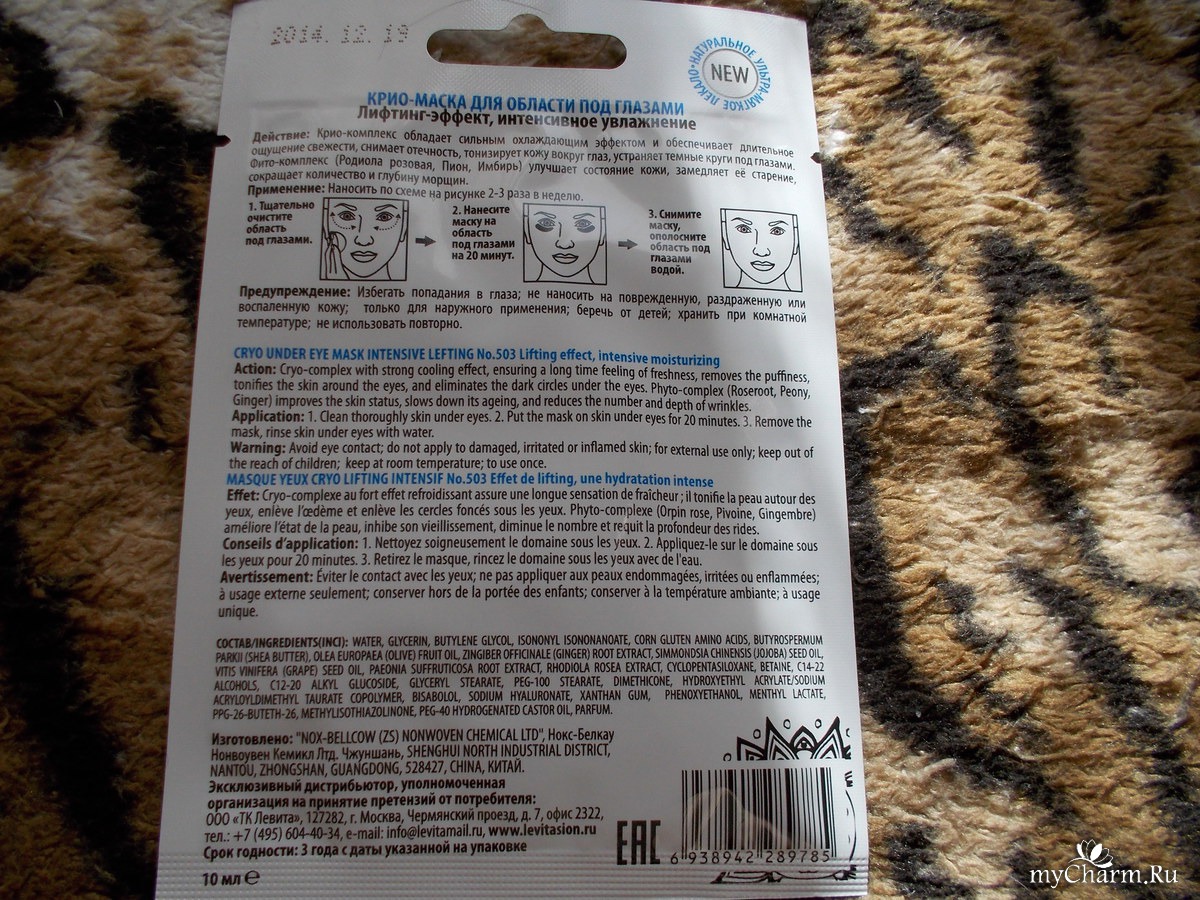 2014. 12. 19
НАТУРАЛЬНОЕ УЛЬТРА-МЯГКОЕ ЛЕКАЛО
NEW
КРИО-МАСКА ДЛЯ ОБЛАСТИ ПОД ГЛАЗАМИ
Лифтинг-эффект, интенсивное увлажнение
Действие: Крио-комплекс обладает сильным охлаждающим эффектом и обеспечивает длительное
ощущение свежести, снимает отечность, тонизирует кожу вокруг глаз, устраняет темные круги под глазами.
Фито-комплекс (Родиола розовая, Пион, Имбирь) улучшает состояние кожи, замедляет её старение,
сокращает количество и глубину морщин.
Применение: Наносить по схеме на рисунке 2-3 раза в неделю.
1. Тщательно
очистите
область
под глазами.
2. Нанесите
маску на
область
под глазами
на 20 минут.
3. Снимите
маску,
ополосните
область под
глазами
водой.
Предупреждение: Избегать попадания в глаза; не наносить на поврежденную, раздраженную или
воспаленную кожу; только для наружного применения; беречь от детей; хранить при комнатной
температуре; не использовать повторно.
CRYO UNDER EYE MASK INTENSIVE LEFTING No.503 Lifting effect, intensive moisturizing
Action: Cryo-complex with strong cooling effect, ensuring a long time feeling of freshness, removes the puffiness,
tonifies the skin around the eyes, and eliminates the dark circles under the eyes. Phyto-complex (Roseroot, Peony,
Ginger) improves the skin status, slows down its ageing, and reduces the number and depth of wrinkles.
Application: 1. Clean thoroughly skin under eyes. 2. Put the mask on skin under eyes for 20 minutes. 3. Remove the
mask, rinse skin under eyes with water.
Warning: Avoid eye contact; do not apply to damaged, irritated or inflamed skin; for external use only; keep out of
the reach of children; keep at room temperature; to use once.
MASQUE YEUX CRYO LIFTING INTENSIF No.503 Effet de lifting, une hydratation intense
Effet: Cryo-complexe au fort effet refroidissant assure une longue sensation de fraîcheur ; il tonifie la peau autour des
yeux, enlève l'œdème et enlève les cercles foncés sous les yeux. Phyto-complexe (Orpin rose, Pivoine, Gingembre)
améliore l'état de la peau, inhibe son vieillissement, diminue le nombre et requit la profondeur des rides.
Conseils d'application: 1. Nettoyez soigneusement le domaine sous les yeux. 2. Appliquez-le sur le domaine sous
les yeux pour 20 minutes. 3. Retirez le masque, rincez le domaine sous les yeux avec de l'eau.
Avertissement: Éviter le contact avec les yeux; ne pas appliquer aux peaux endommagées, irritées ou enflammées;
à usage externe seulement; conserver hors de la portée des enfants; conserver à la température ambiante; à usage
unique.
СОСТАВ/INGREDIENTS(INCI): WATER, GLYCERIN, BUTYLENE GLYCOL, ISONONYL ISONONANOATE, CORN GLUTEN AMINO ACIDS, BUTYROSPERMUM
PARKII (SHEA BUTTER), OLEA EUROPAEA (OLIVE) FRUIT OIL, ZINGIBER OFFICINALE (GINGER) ROOT EXTRACT, SIMMONDSIA CHINENSIS (JOJOBA) SEED OIL,
VITIS VINIFERA (GRAPE) SEED OIL, PAEONIA SUFFRUTICOSA ROOT EXTRACT, RHODIOLA ROSEA EXTRACT, CYCLOPENTASILOXANE, BETAINE, C14-22
ALCOHOLS, C12-20 ALKYL GLUCOSIDE, GLYCERYL STEARATE, PEG-100 STEARATE, DIMETHICONE, HYDROXYETHYL ACRYLATE/SODIUM
ACRYLOYLDIMETHYL TAURATE COPOLYMER, BISABOLOL, SODIUM HYALURONATE, XANTHAN GUM, PHENOXYETHANOL, MENTHYL LACTATE,
PPG-26-BUTETH-26, METHYLISOTHIAZOLINONE, PEG-40 HYDROGENATED CASTOR OIL, PARFUM.
Изготовлено: "NOX-BELLCOW (ZS) NONWOVEN CHEMICAL LTD", Нокс-Белкау
Нонвоувен Кемикл Лтд. Чжуншань, SHENGHUI NORTH INDUSTRIAL DISTRICT,
NANTOU, ZHONGSHAN, GUANGDONG, 528427, CHINA, КИТАЙ.
Эксклюзивный дистрибьютор, уполномоченная
организация на принятие претензий от потребителя:
ООО «ТК Левита», 127282, г. Москва, Чермянский проезд, д. 7, офис 2322,
тел.: +7 (495) 604-40-34, e-mail: info@levitamail.ru, www.levitasion.ru
Срок годности: 3 года с даты указанной на упаковке
10 мл e
EAC
6 938942 289785
myCharm.Ru